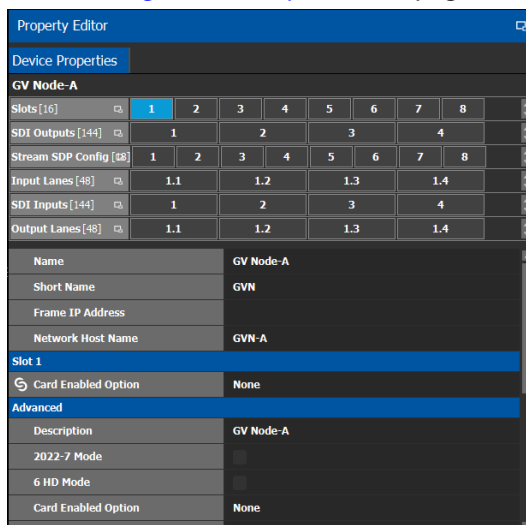 Property Editor
Device Properties
GV Node-A
Slots [16] 1 2 3 4 5 6 7 8
SDI Outputs [144] 1 2 3 4
Stream SDP Config 1 2 3 4 5 6 7 8
Input Lanes [48] 1.1 1.2 1.3 1.4
SDI Inputs [144] 1 2 3 4
Output Lanes [48] 1.1 1.2 1.3 1.4
Name GV Node-A
Short Name GVN
Frame IP Address
Network Host Name GVN-A
Slot 1
Card Enabled Option None
Advanced
Description GV Node-A
2022-7 Mode
6 HD Mode
Card Enabled Option None